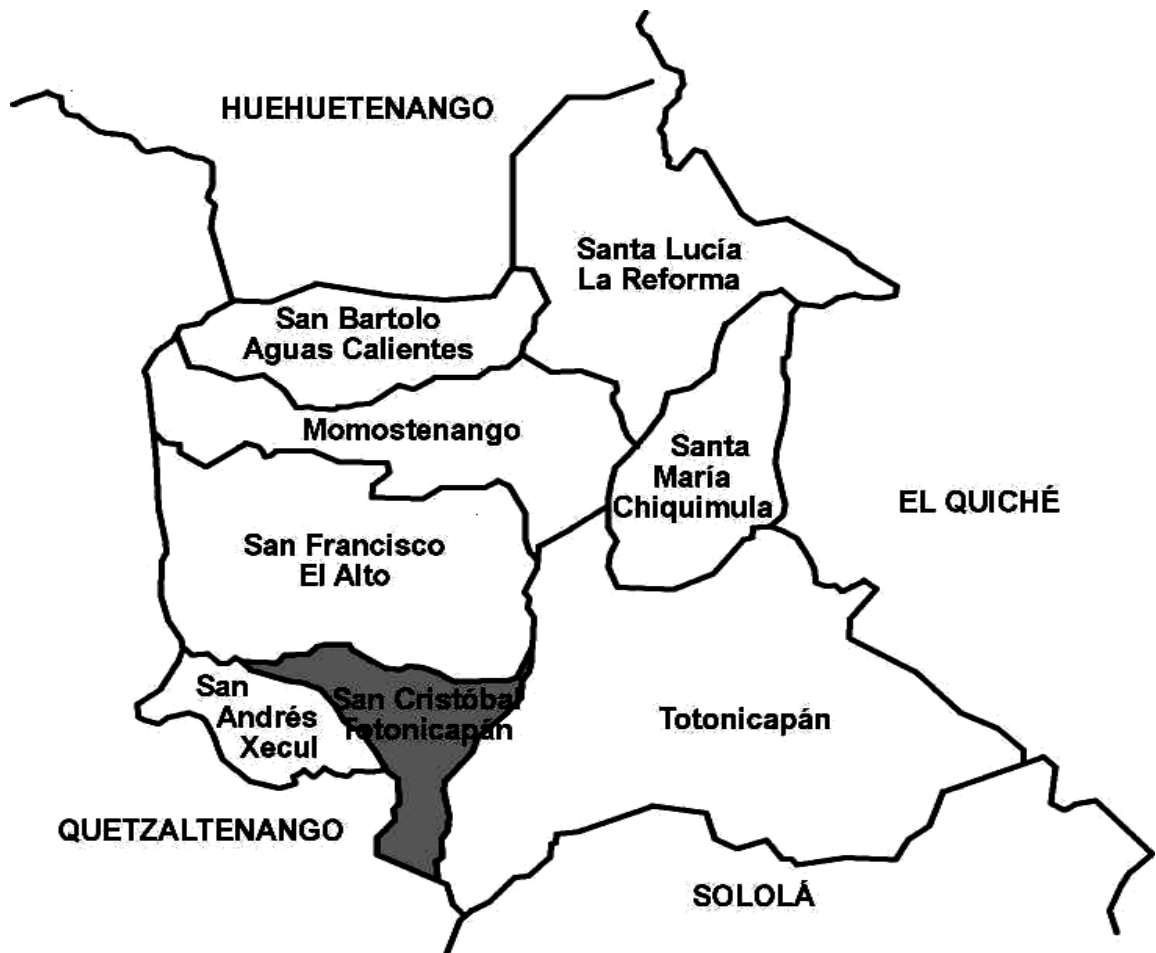 HUEHUETENANGO
Santa Lucía
La Reforma
San Bartolo
Aguas Calientes
Momostenango
Santa
María
Chiquimula
EL QUICHÉ
San Francisco
El Alto
San
Andrés
Xecul
San Cristóbal
Totonicapán
Totonicapán
QUETZALTENANGO
SOLOLÁ